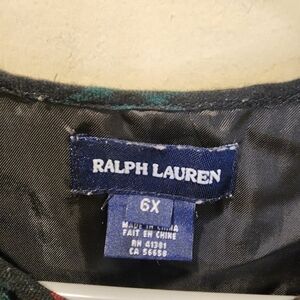 RALPH LAUREN
6X
MADE IN CHINA
FAIT EN CHINE
RN 41381
CA 56658